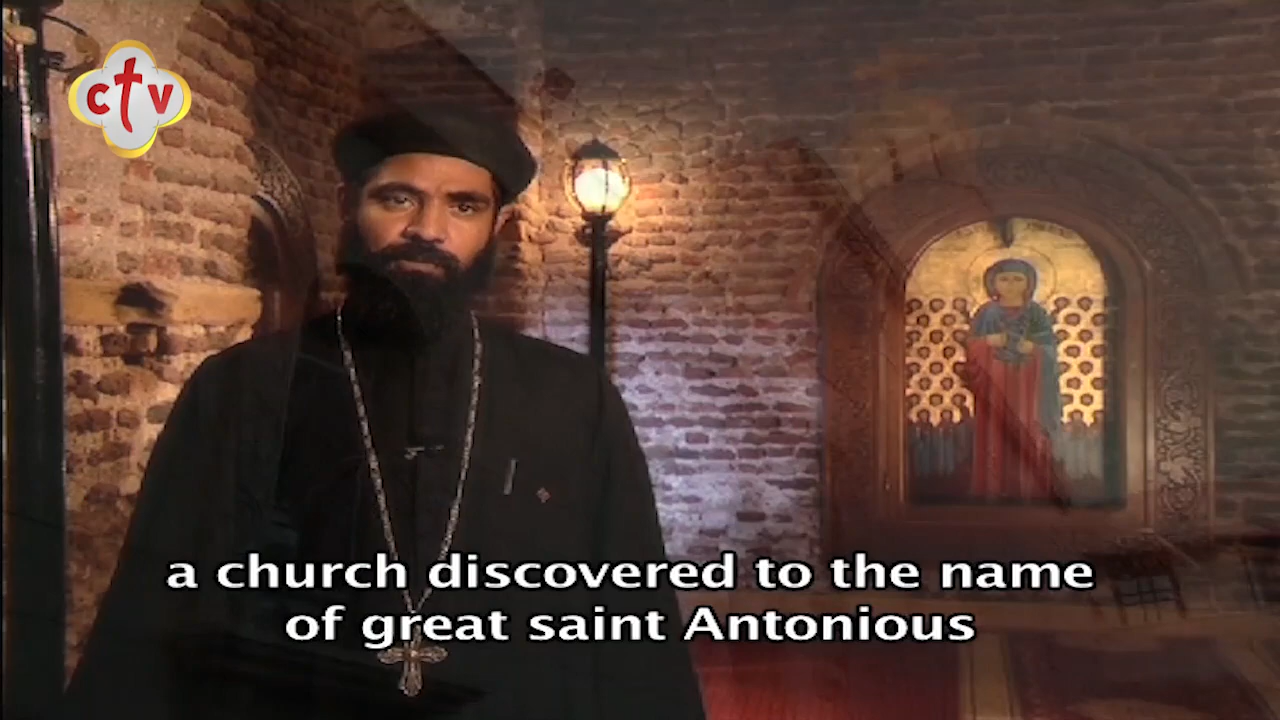 CTV
a church discovered to the name
of great saint Antonious